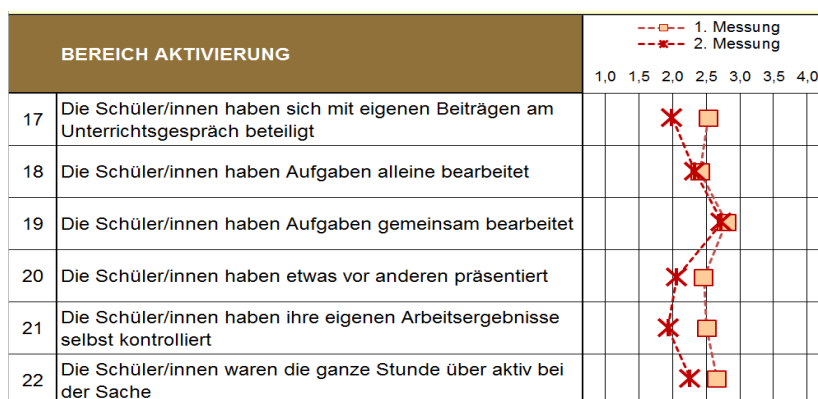 1. Messung
2. Messung
BEREICH AKTIVIERUNG
1,0 1,5 2,0 2,5 3,0 3,5 4,0
17 Die Schüler/innen haben sich mit eigenen Beiträgen am
Unterrichtsgespräch beteiligt
18 Die Schüler/innen haben Aufgaben alleine bearbeitet
19 Die Schüler/innen haben Aufgaben gemeinsam bearbeitet
20 Die Schüler/innen haben etwas vor anderen präsentiert
21 Die Schüler/innen haben ihre eigenen Arbeitsergebnisse
selbst kontrolliert
22 Die Schüler/innen waren die ganze Stunde über aktiv bei
der Sache